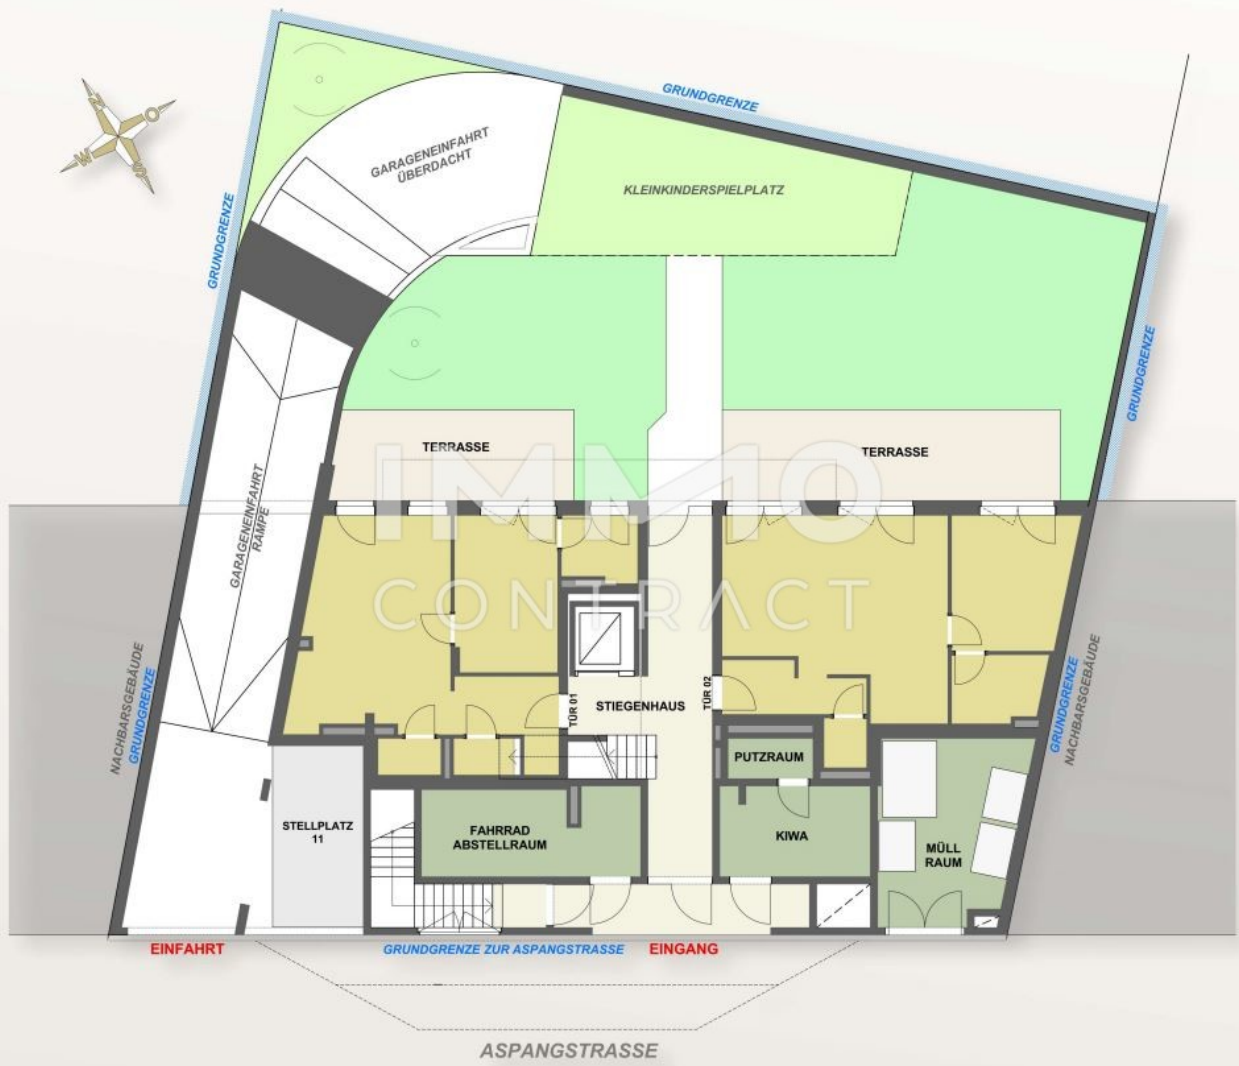 GRUNDGRENZE
N
O
W
S
GARAGENEINFAHRT
ÜBERDACHT
KLEINKINDERSPIELPLATZ
GRUNDGRENZE
GRUNDGRENZE
TERRASSE
TERRASSE
IMMO
CONTRACT
GARAGENEINFAHRT
RAMPE
NACHBARSGEBÄUDE
GRUNDGRENZE
GRUNDGRENZE
NACHBARSGEBÄUDE
TÜR 01
STIEGENHAUS
TÜR 02
PUTZRAUM
STELLPLATZ
11
FAHRRAD
ABSTELLRAUM
KIWA
MÜLL
RAUM
EINFAHRT
GRUNDGRENZE ZUR ASPANGSTRASSE
EINGANG
ASPANGSTRASSE